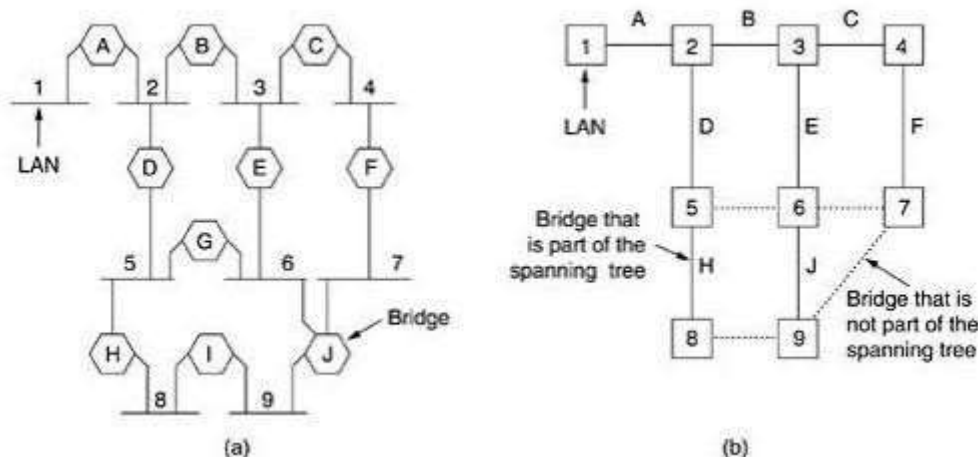 A B C
1 2 3 4
LAN
D E F
G
5 6 7
Bridge
H I J
8 9
(a)
A B C
1 2 3 4
LAN
D E F
5 6 7
Bridge that
is part of the
spanning tree
H J
Bridge that is
not part of the
spanning tree
8 9
(b)